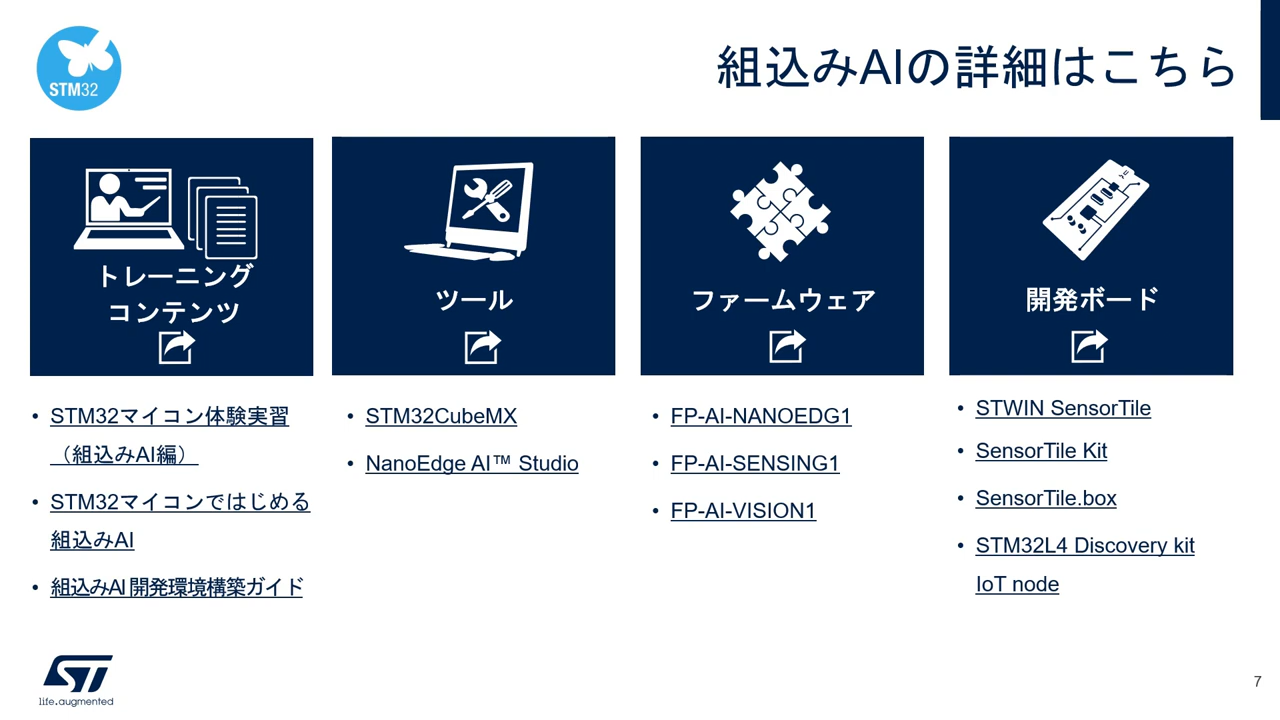 STM32
組込みAIの詳細はこちら
トレーニング
コンテンツ
ツール
ファームウェア
開発ボード
• STM32マイコン体験実習
（組込みAI編）
• STM32マイコンではじめる
組込みAI
• 組込みAI開発環境構築ガイド
• STM32CubeMX
• NanoEdge AI™ Studio
• FP-AI-NANOEDG1
• FP-AI-SENSING1
• FP-AI-VISION1
• STWIN SensorTile
• SensorTile Kit
• SensorTile.box
• STM32L4 Discovery kit
IoT node
ST
life.augmented
7